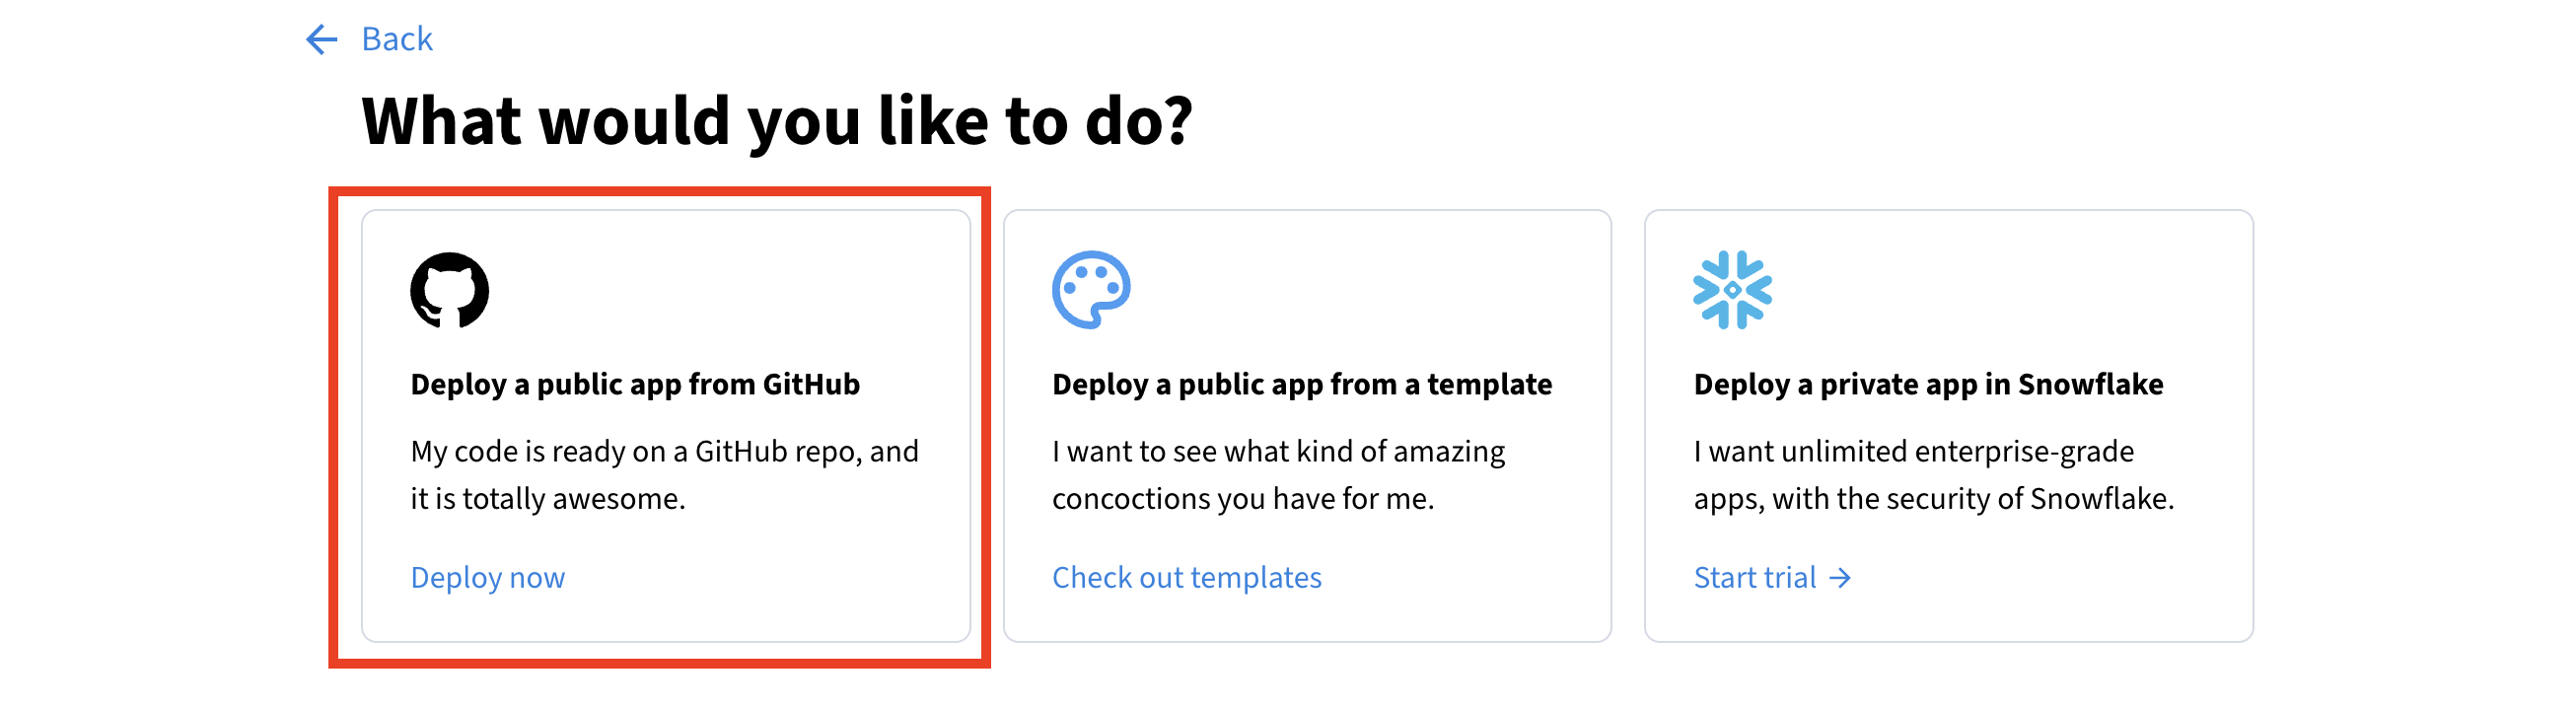 Back
What would you like to do?
Deploy a public app from GitHub
My code is ready on a GitHub repo, and
it is totally awesome.
Deploy now
Deploy a public app from a template
I want to see what kind of amazing
concoctions you have for me.
Check out templates
Deploy a private app in Snowflake
I want unlimited enterprise-grade
apps, with the security of Snowflake.
Start trial →